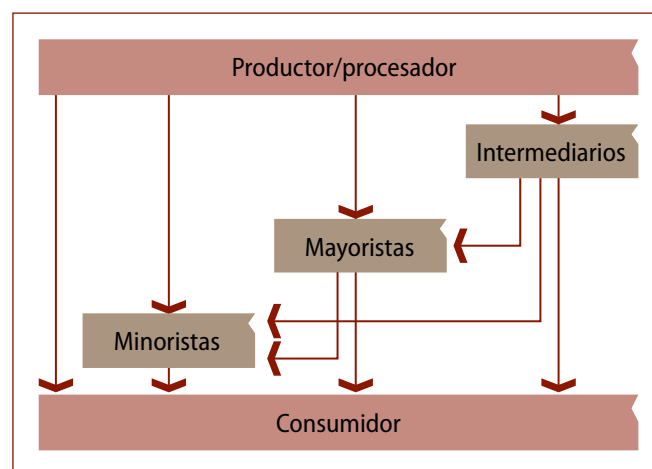 Productor/procesador
Intermediarios
Mayoristas
Minoristas
Consumidor